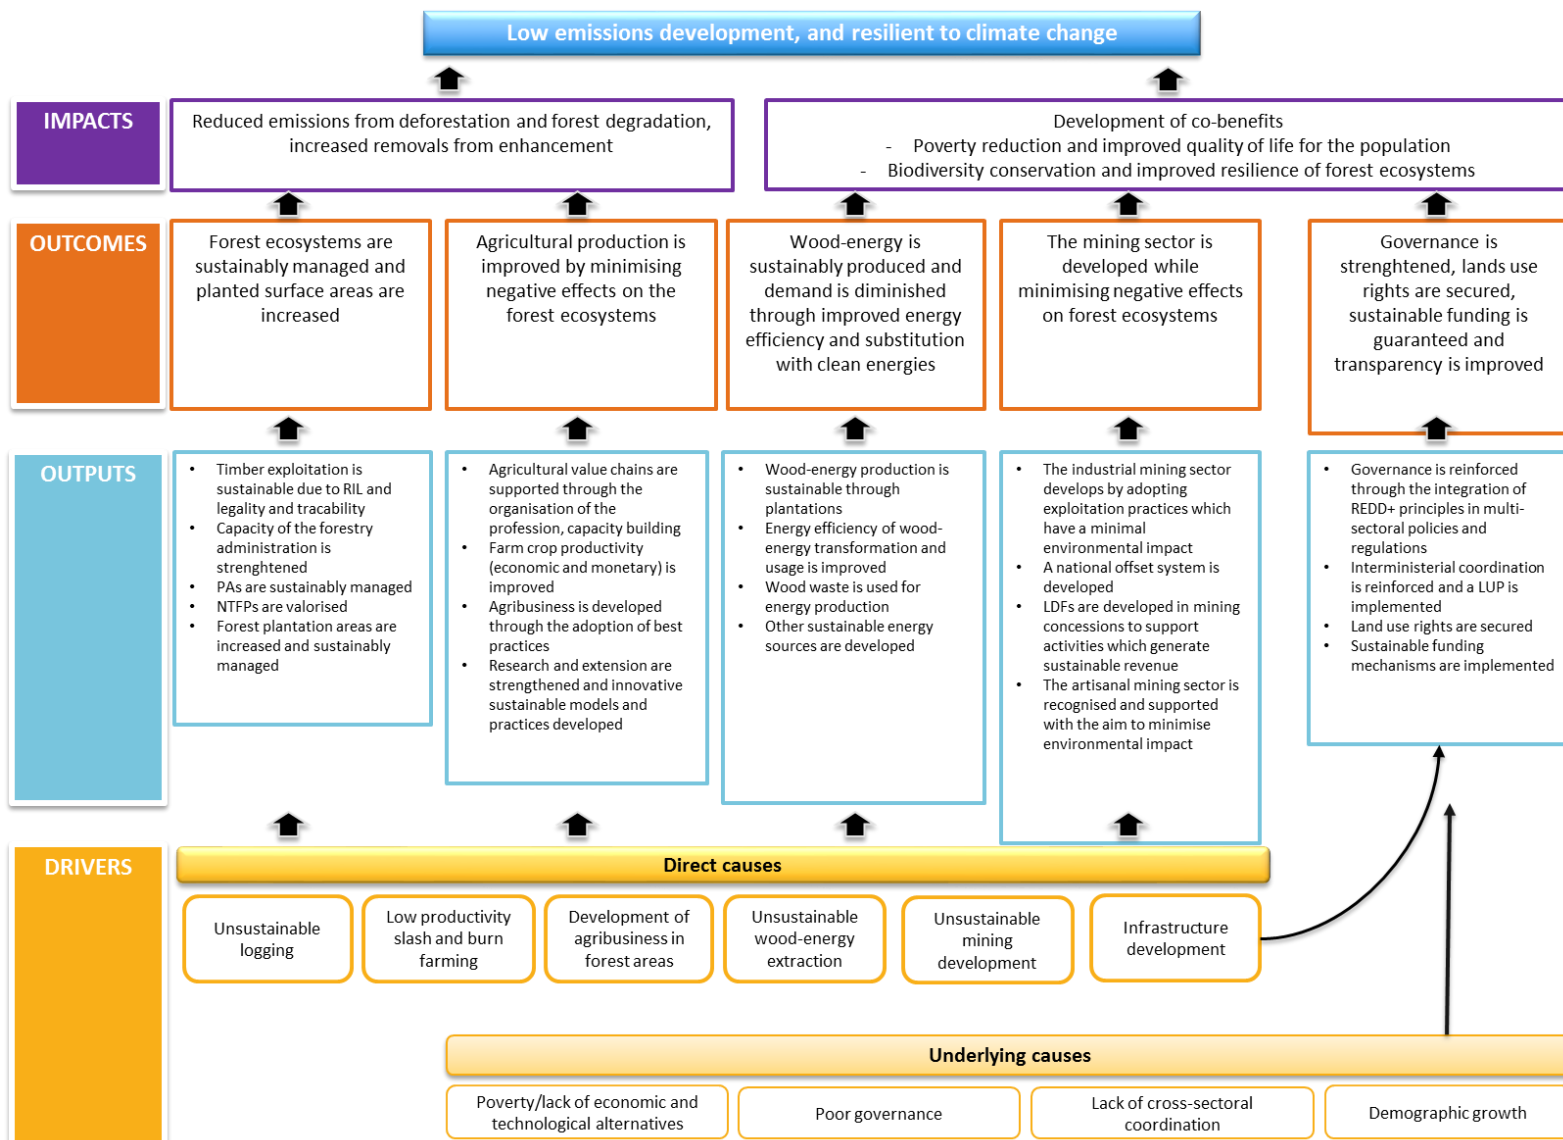 Low emissions development, and resilient to climate change
IMPACTS
Reduced emissions from deforestation and forest degradation,
increased removals from enhancement
Development of co-benefits
- Poverty reduction and improved quality of life for the population
- Biodiversity conservation and improved resilience of forest ecosystems
OUTCOMES
Forest ecosystems are
sustainably managed and
planted surface areas are
increased
Agricultural production is
improved by minimising
negative effects on the
forest ecosystems
Wood-energy is
sustainably produced and
demand is diminished
through improved energy
efficiency and substitution
with clean energies
The mining sector is
developed while
minimising negative effects
on forest ecosystems
Governance is
strenghtened, lands use
rights are secured,
sustainable funding is
guaranteed and
transparency is improved
OUTPUTS
• Timber exploitation is
sustainable due to RIL and
legality and tracability
• Capacity of the forestry
administration is
strenghtened
• PAs are sustainably managed
• NTFPs are valorised
• Forest plantation areas are
increased and sustainably
managed
• Agricultural value chains are
supported through the
organisation of the
profession, capacity building
• Farm crop productivity
(economic and monetary) is
improved
• Agribusiness is developed
through the adoption of best
practices
• Research and extension are
strengthened and innovative
sustainable models and
practices developed
• Wood-energy production is
sustainable through
plantations
• Energy efficiency of wood-
energy transformation and
usage is improved
• Wood waste is used for
energy production
• Other sustainable energy
sources are developed
• The industrial mining sector
develops by adopting
exploitation practices which
have a minimal
environmental impact
• A national offset system is
developed
• LDFs are developed in mining
concessions to support
activities which generate
sustainable revenue
• The artisanal mining sector is
recognised and supported
with the aim to minimise
environmental impact
• Governance is reinforced
through the integration of
REDD+ principles in multi-
sectoral policies and
regulations
• Interministerial coordination
is reinforced and a LUP is
implemented
• Land use rights are secured
• Sustainable funding
mechanisms are implemented
DRIVERS
Direct causes
Unsustainable
logging
Low productivity
slash and burn
farming
Development of
agribusiness in
forest areas
Unsustainable
wood-energy
extraction
Unsustainable
mining
development
Infrastructure
development
Underlying causes
Poverty/lack of economic and
technological alternatives
Poor governance
Lack of cross-sectoral
coordination
Demographic growth